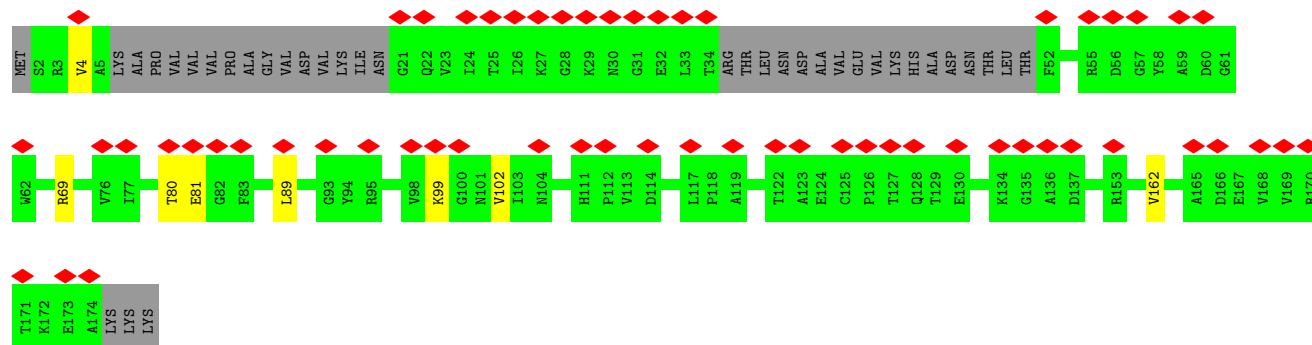 MET S2 R3 V4 A5 LYS ALA PRO VAL VAL VAL PRO ALA GLY VAL ASP VAL LYS ILE ASN G21 Q22 V23 I24 T25 I26 K27 G28 K29 N30 G31 E32 L33 T34 ARG THR LEU ASN ASP ALA VAL GLU VAL LYS HIS ALA ASP ASN THR LEU THR F52 R55 D56 G57 Y58 A59 D60 G61
W62 R69 V76 I77 T80 E81 G82 F83 L89 G93 Y94 R95 V98 K99 G100 N101 V102 I103 N104 H111 P112 V113 D114 L117 P118 A119 T122 A123 E124 C125 P126 T127 Q128 T129 E130 K134 G135 A136 D137 R153 V162 A165 D166 E167 V168 V169 R170
T171 K172 E173 A174 LYS LYS LYS